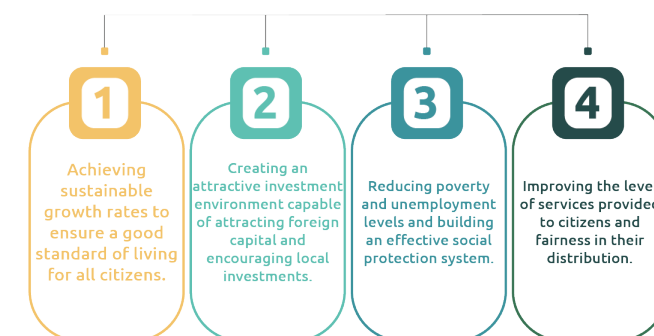 1
Achieving
sustainable
growth rates to
ensure a good
standard of living
for all citizens.
2
Creating an
attractive investment
environment capable
of attracting foreign
capital and
encouraging local
investments.
3
Reducing poverty
and unemployment
levels and building
an effective social
protection system.
4
Improving the leve
of services provide
to citizens and
fairness in their
distribution.